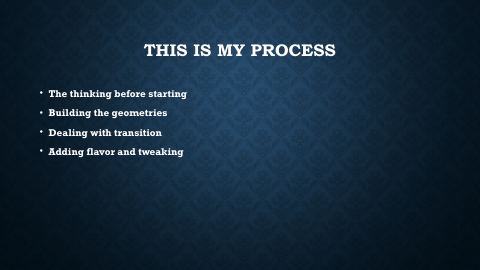 THIS IS MY PROCESS
• The thinking before starting
• Building the geometries
• Dealing with transition
• Adding flavor and tweaking